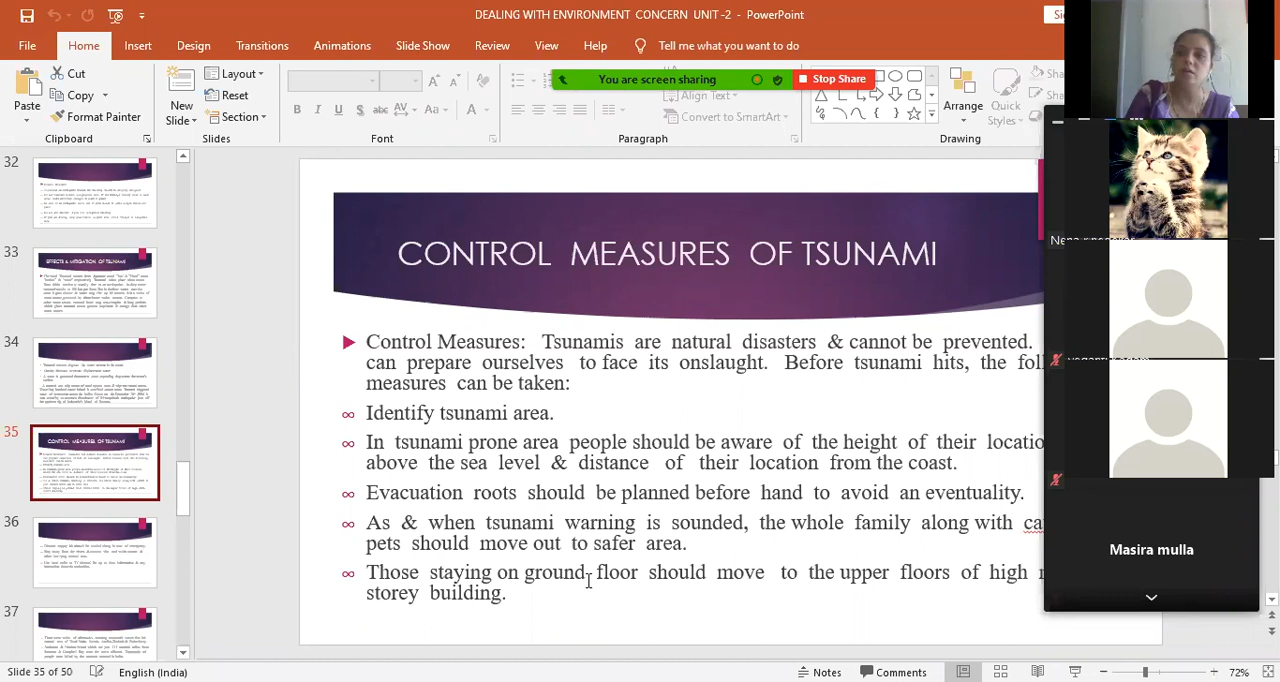 DEALING WITH ENVIRONMENT CONCERN UNIT -2 - PowerPoint
File Home Insert Design Transitions Animations Slide Show Review View Help Tell me what you want to do
You are screen sharing Stop Share
Paste
Cut
Copy
Format Painter
Clipboard
New
Slide
Layout
Reset
Section
Slides
Font
Align Text
Convert to SmartArt
Paragraph
Arrange
Quick
Styles
Drawing
32
33
EFFECTS & MITIGATION OF TSUNAMI
34
35
CONTROL MEASURES OF TSUNAMI
36
37
CONTROL MEASURES OF TSUNAMI
Control Measures: Tsunamis are natural disasters & cannot be prevented.
can prepare ourselves to face its onslaught. Before tsunami hits, the
measures can be taken:
∞ Identify tsunami area.
∞ In tsunami prone area people should be aware of the height of their
above the sea level & distance of their location from the coast.
∞ Evacuation roots should be planned before hand to avoid an eventuality.
∞ As & when tsunami warning is sounded, the whole family along with
pets should move out to safer area.
∞ Those staying on ground floor should move to the upper floors of high
storey building.
Masira mulla
Slide 35 of 50 English (India) Notes Comments 72%